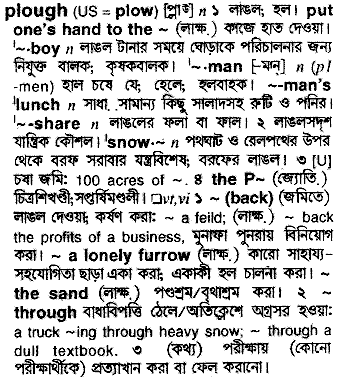 plough (US = plow) [প্লাউ] n ১ লাঙল; হল। put
one's hand to the ~ (লাক্ষ.) কাজে হাত দেওয়া।
'~-boy n লাঙল টানার সময়ে ঘোড়াকে পরিচালনার জন্য
নিযুক্ত বালক; কৃষকবালক। '~·man [-মান্] n (pl
-men) হাল চষে যে; হেলে; হলবাহক। ~-man's
'lunch n সাধা. সামান্য কিছু সালাদসহ রুটি ও পনির।
'~-share n লাঙলের ফলা বা ফাল। ২ লাঙলসদৃশ
যান্ত্রিক কৌশল। 'snow-~ n পথঘাট ও রেলপথের উপর
থেকে বরফ সরাবার যন্ত্রবিশেষ; বরফের লাঙল। ৩ [U]
চষা জমি: 100 acres of ~. ৪ the P~ (জ্যোতি.)
চিত্রশিখণ্ডী; সপ্তর্ষিমণ্ডলী। □vt,vi ১ ~ (back) (জমিতে)
লাঙল দেওয়া; কর্ষণ করা: ~ a feild; (লাক্ষ.) ~ back
the profits of a business, মুনাফা পুনরায় বিনিয়োগ
করা। ~ a lonely furrow (লাক্ষ.) কারো সাহায্য-
সহযোগিতা ছাড়া একা করা; একাকী হল চালনা করা। ~
the sand (লাক্ষ.) পণ্ডশ্রম/বৃথাশ্রম করা। ২ ~
through বাধাবিপত্তি ঠেলে/অতিক্লেশে অগ্রসর হওয়া:
a truck ~ing through heavy snow; ~ through a
dull textbook. ৩ (কথ্য) পরীক্ষায় (কোনো
পরীক্ষার্থীকে) প্রত্যাখান করা বা ফেল করানো।